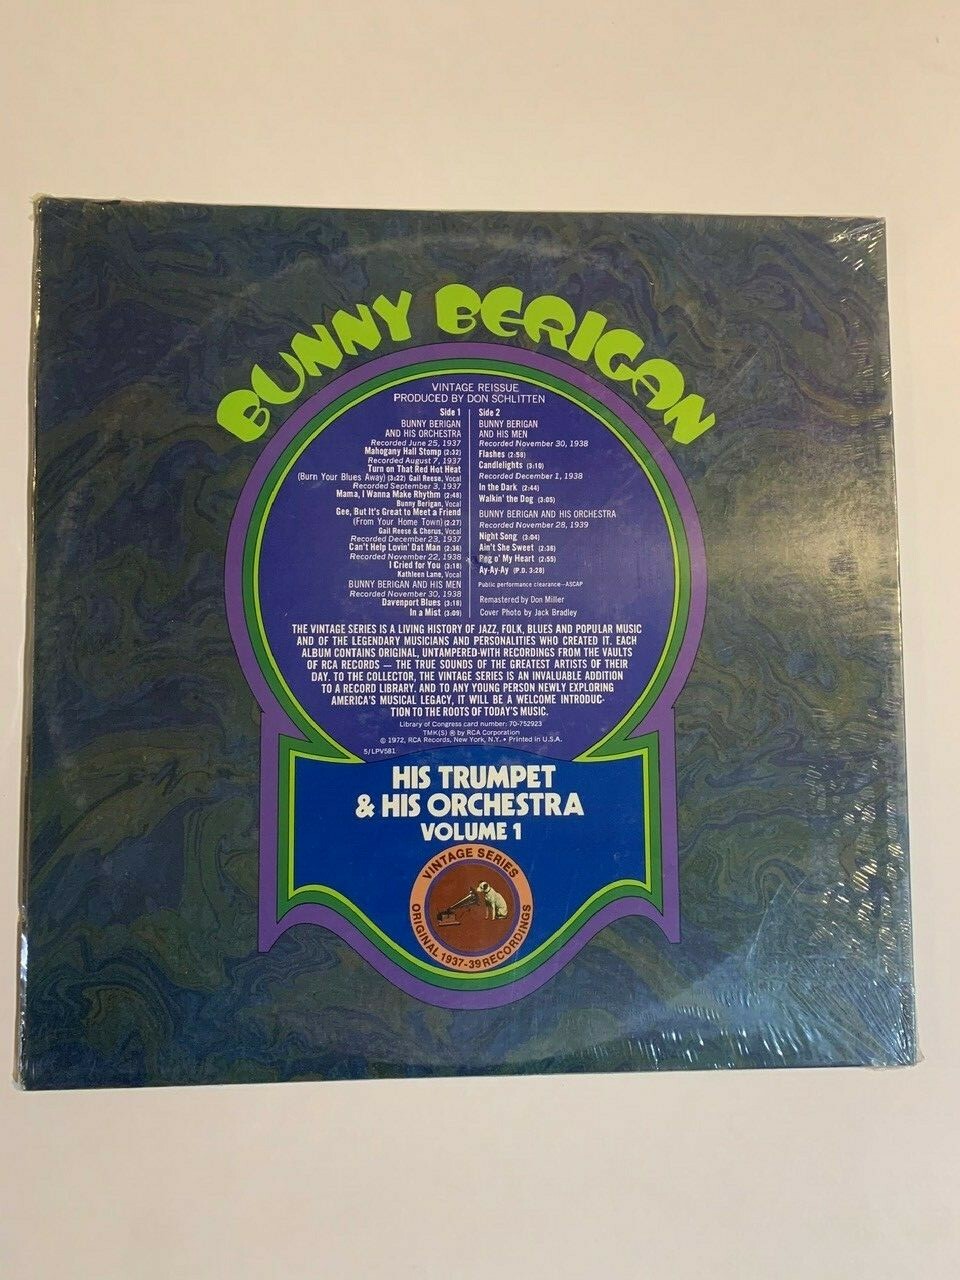 BUNNY BERIGAN
VINTAGE REISSUE
PRODUCED BY DON SCHLITTEN
Side 1
BUNNY BERIGAN
AND HIS ORCHESTRA
Recorded June 25, 1937
Mahogany Hall Stomp (2:32)
Recorded August 7, 1937
Turn on That Red Hot Heat
(Burn Your Blues Away) (3:22) Gail Reese, Vocal
Recorded September 3, 1937
Mama, I Wanna Make Rhythm (2:48)
Bunny Berigan, Vocal
Gee, But It's Great to Meet a Friend
(From Your Home Town) (2:27)
Gail Reese & Chorus, Vocal
Recorded December 23, 1937
Can't Help Lovin' Dat Man (2:36)
Recorded November 22, 1938
I Cried for You (3:18)
Kathleen Lane, Vocal
BUNNY BERIGAN AND HIS MEN
Recorded November 30, 1938
Davenport Blues (3:18)
In a Mist (3:09)
Side 2
BUNNY BERIGAN
AND HIS MEN
Recorded November 30, 1938
Flashes (2:58)
Candlelights (3:10)
Recorded December 1, 1938
In the Dark (2:44)
Walkin' the Dog (3:05)
BUNNY BERIGAN AND HIS ORCHESTRA
Recorded November 28, 1939
Night Song (3:04)
Ain't She Sweet (2:36)
Peg o' My Heart (2:55)
Ay-Ay-Ay (P.D. 3:28)
Public performance clearance—ASCAP
Remastered by Don Miller
Cover Photo by Jack Bradley
THE VINTAGE SERIES IS A LIVING HISTORY OF JAZZ, FOLK, BLUES AND POPULAR MUSIC
AND OF THE LEGENDARY MUSICIANS AND PERSONALITIES WHO CREATED IT. EACH
ALBUM CONTAINS ORIGINAL, UNTAMPERED-WITH RECORDINGS FROM THE VAULTS
OF RCA RECORDS — THE TRUE SOUNDS OF THE GREATEST ARTISTS OF THEIR
DAY. TO THE COLLECTOR, THE VINTAGE SERIES IS AN INVALUABLE ADDITION
TO A RECORD LIBRARY. AND TO ANY YOUNG PERSON NEWLY EXPLORING
AMERICA'S MUSICAL LEGACY, IT WILL BE A WELCOME INTRODUC-
TION TO THE ROOTS OF TODAY'S MUSIC.
Library of Congress card number: 70-752923
TMK(S) ® by RCA Corporation
© 1972, RCA Records, New York, N.Y. • Printed in U.S.A.
5/LPV581
HIS TRUMPET
& HIS ORCHESTRA
VOLUME 1
VINTAGE SERIES
ORIGINAL 1937-39 RECORDINGS